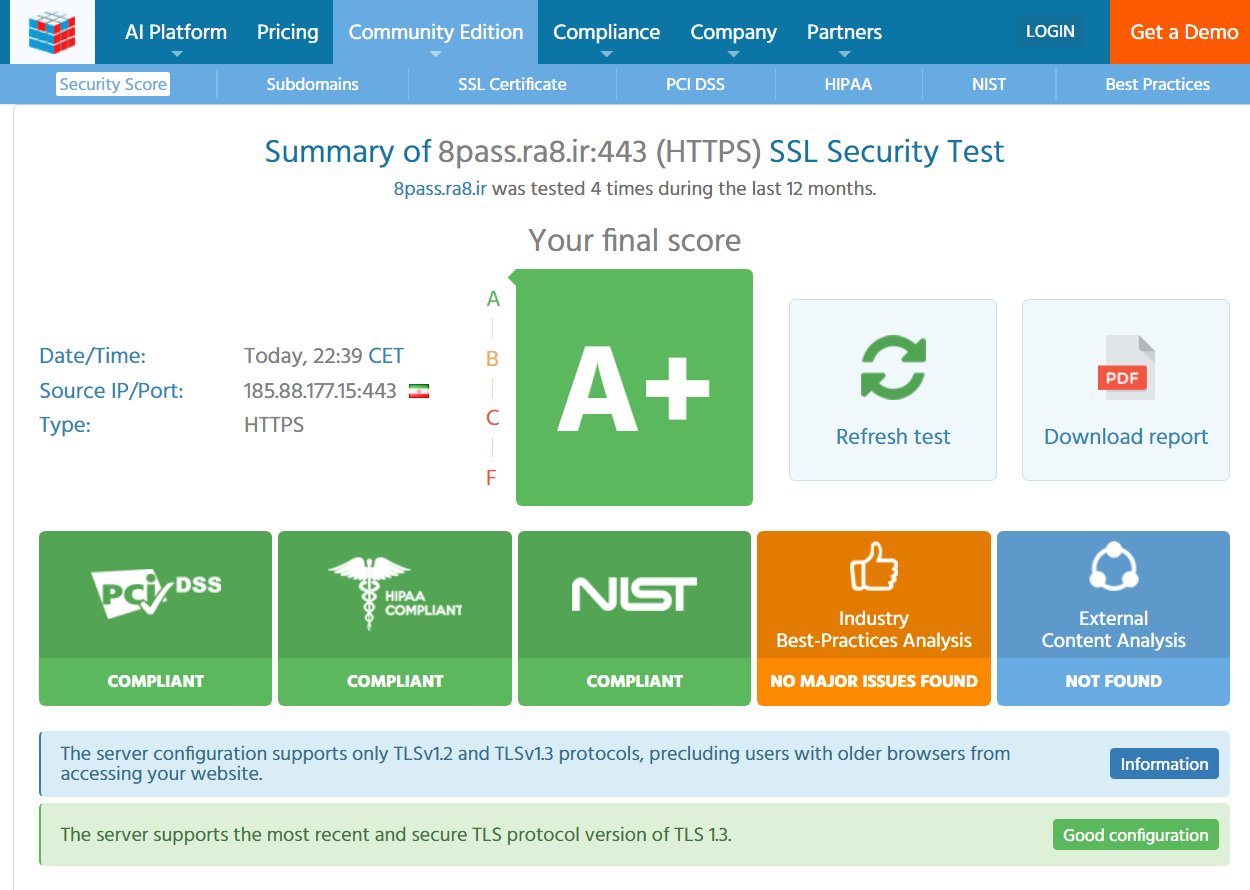 AI Platform Pricing Community Edition Compliance Company Partners LOGIN Get a Demo
Security Score Subdomains SSL Certificate PCI DSS HIPAA NIST Best Practices
Summary of 8pass.ra8.ir:443 (HTTPS) SSL Security Test
8pass.ra8.ir was tested 4 times during the last 12 months.
Your final score
Date/Time: Today, 22:39 CET
Source IP/Port: 185.88.177.15:443
Type: HTTPS
A
B
C
F
A+
Refresh test
PDF
Download report
PCI DSS
COMPLIANT
HIPAA
COMPLIANT
COMPLIANT
NIST
COMPLIANT
Industry
Best-Practices Analysis
NO MAJOR ISSUES FOUND
External
Content Analysis
NOT FOUND
The server configuration supports only TLSv1.2 and TLSv1.3 protocols, precluding users with older browsers from
accessing your website.
Information
The server supports the most recent and secure TLS protocol version of TLS 1.3.
Good configuration